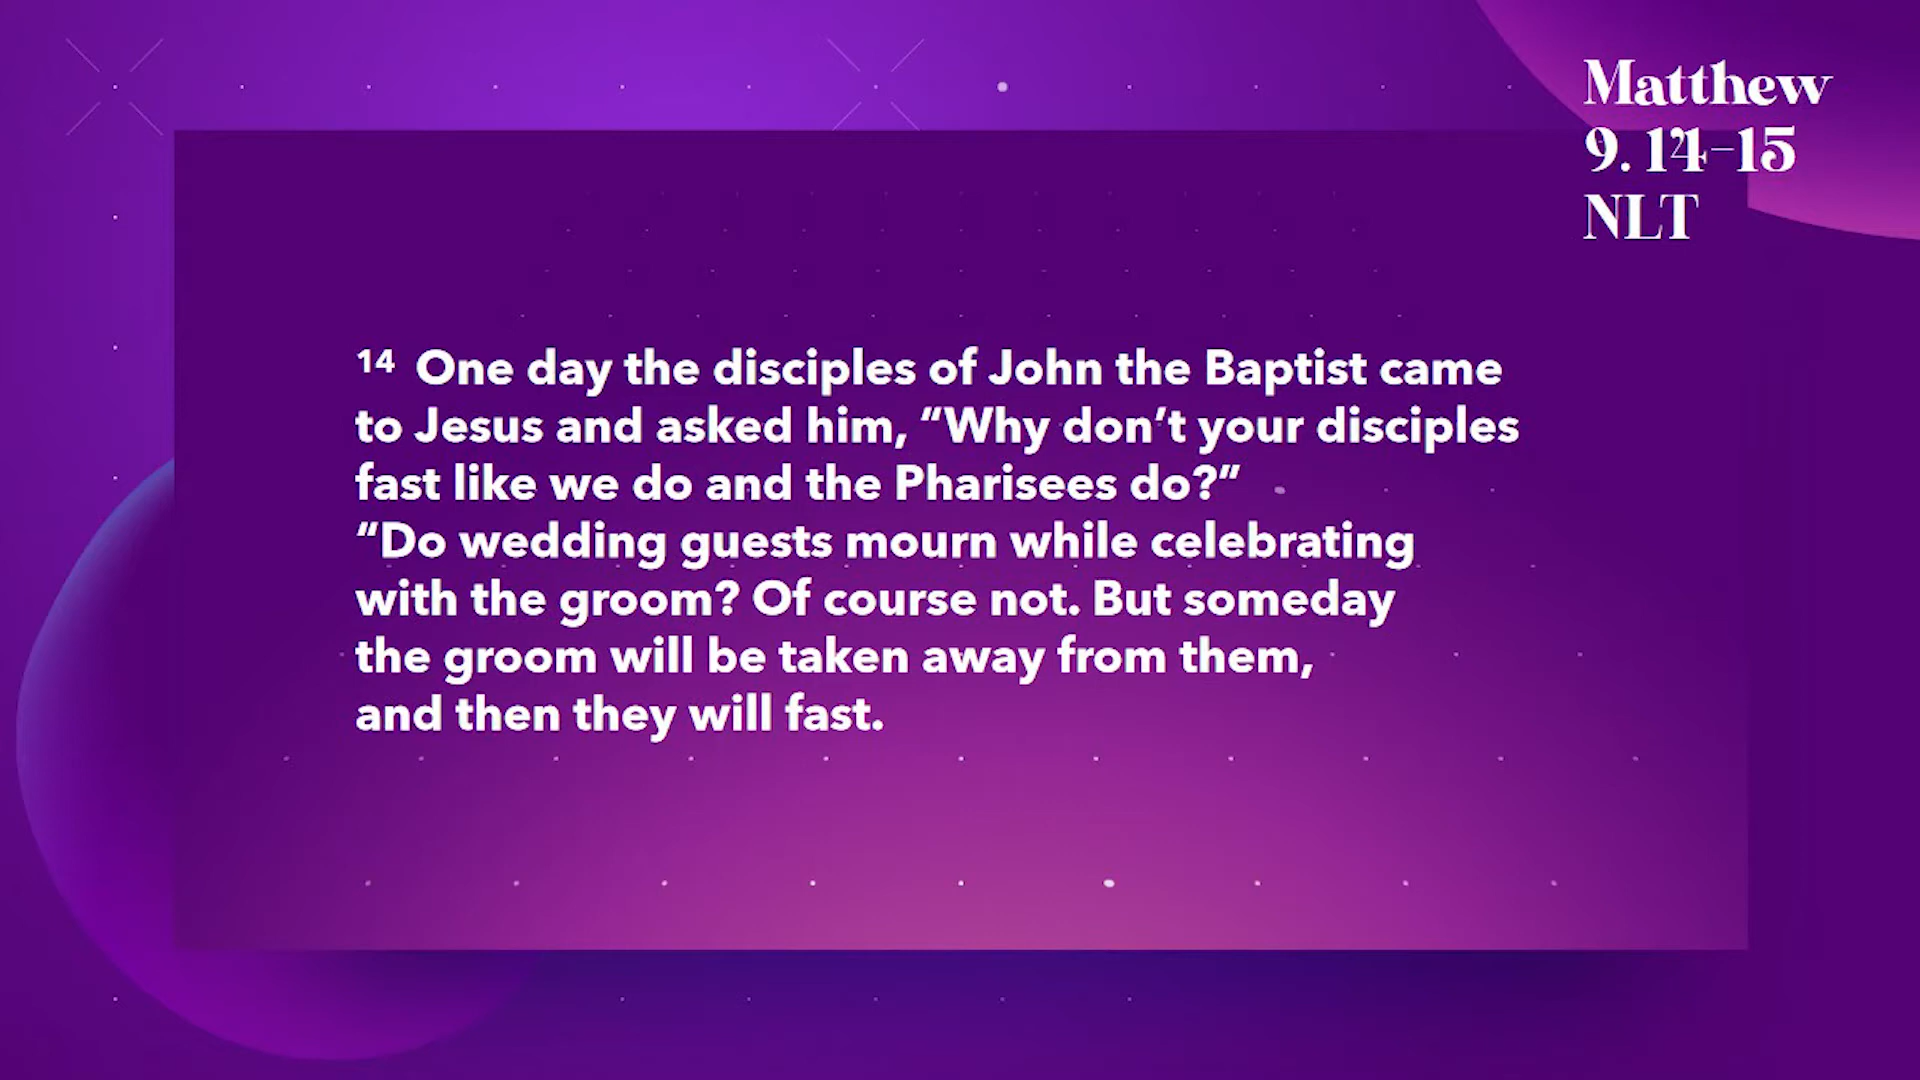 Matthew
9. 14–15
NLT
14 One day the disciples of John the Baptist came
to Jesus and asked him, “Why don’t your disciples
fast like we do and the Pharisees do?”
“Do wedding guests mourn while celebrating
with the groom? Of course not. But someday
the groom will be taken away from them,
and then they will fast.